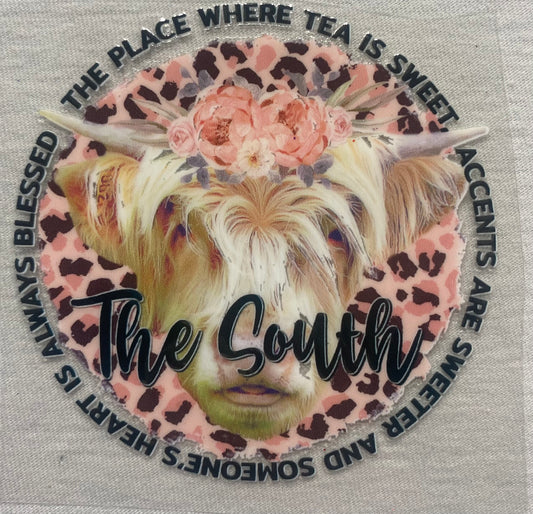 THE PLACE WHERE TEA IS SWEET, ACCENTS ARE SWEETER AND SOMEONE'S HEART IS ALWAYS BLESSED
The South